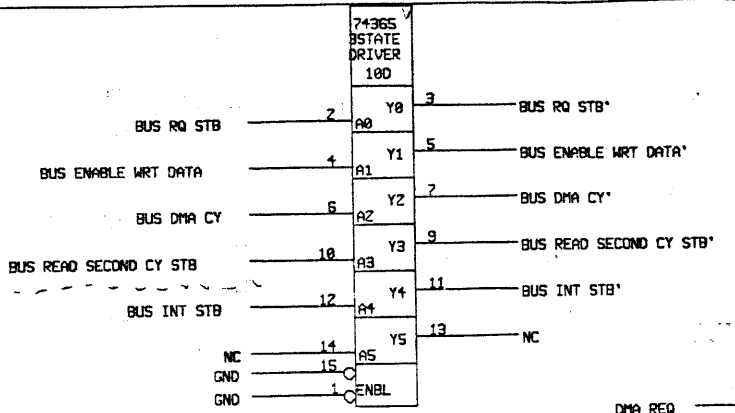 74365
3STATE
DRIVER
10D
BUS RQ STB 2 A0 Y0 3 BUS RQ STB'
BUS ENABLE WRT DATA 4 A1 Y1 5 BUS ENABLE WRT DATA'
BUS DMA CY 6 A2 Y2 7 BUS DMA CY'
BUS READ SECOND CY STB 10 A3 Y3 9 BUS READ SECOND CY STB'
BUS INT STB 12 A4 Y4 11 BUS INT STB'
NC 14 A5 Y5 13 NC
GND 15
GND 1 ENBL
DMA REQ